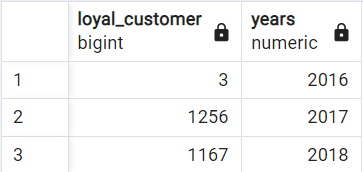 loyal_customer years
bigint numeric
1 3 2016
2 1256 2017
3 1167 2018